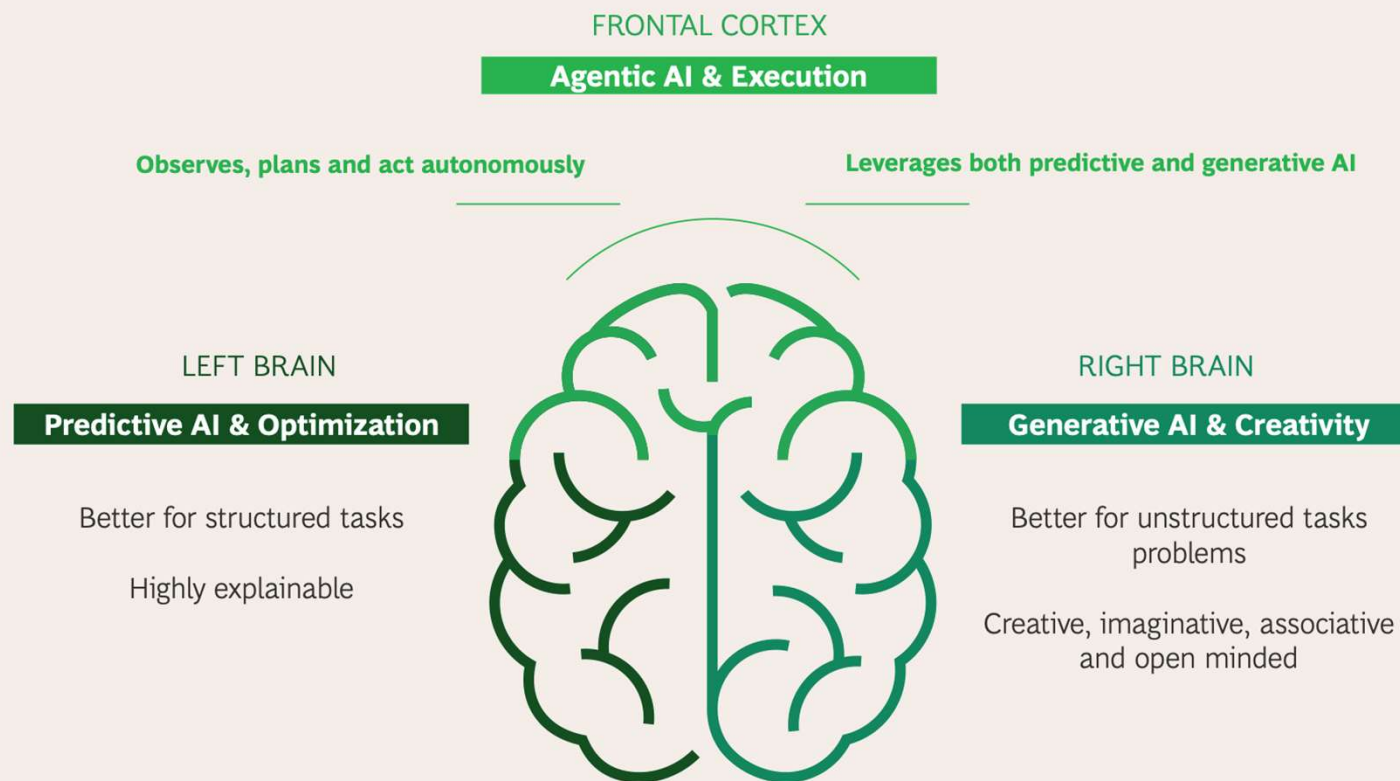 FRONTAL CORTEX
Agentic AI & Execution
Observes, plans and act autonomously
Leverages both predictive and generative AI
LEFT BRAIN
Predictive AI & Optimization
Better for structured tasks
Highly explainable
RIGHT BRAIN
Generative AI & Creativity
Better for unstructured tasks
problems
Creative, imaginative, associative
and open minded